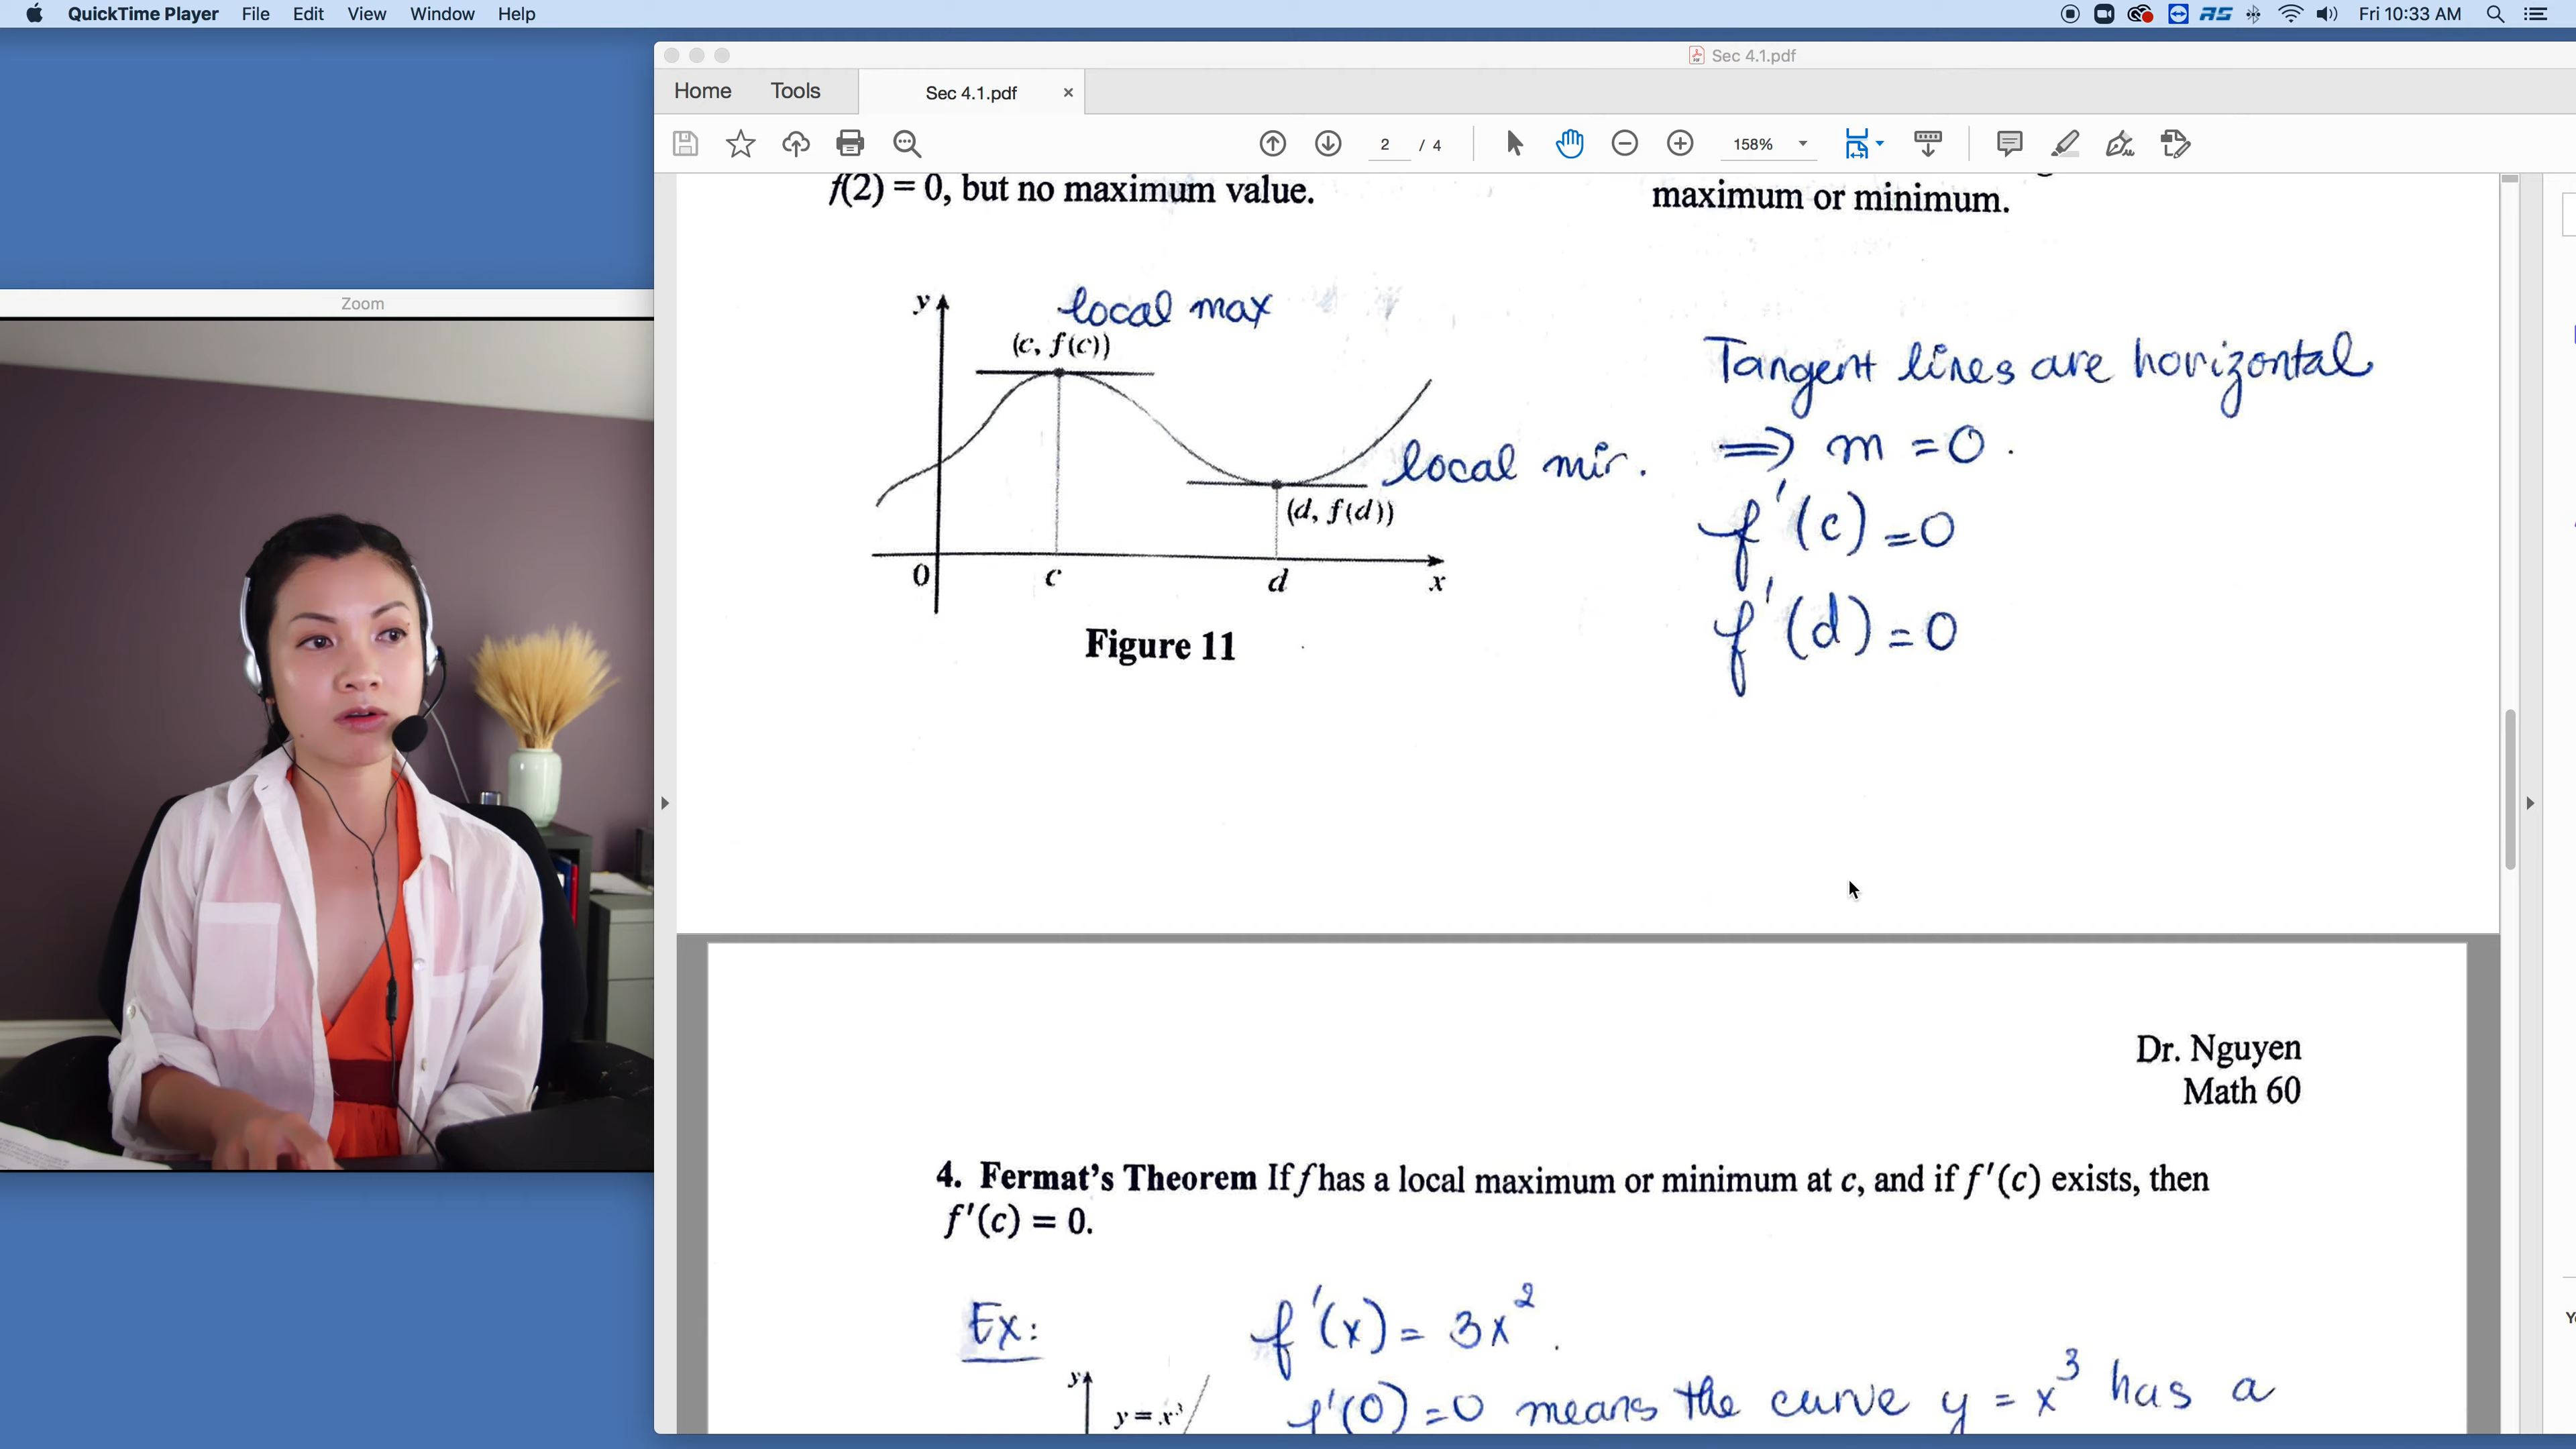 QuickTime Player File Edit View Window Help Fri 10:33 AM
Sec 4.1.pdf
Home Tools Sec 4.1.pdf ×
2 / 4 158%
Zoom
f(2) = 0, but no maximum value.
maximum or minimum.
y local max
(c, f(c))
Tangent lines are horizontal
⟹ m = 0.
local min.
(d, f(d))
f'(c) = 0
0 c d x
f'(d) = 0
Figure 11
Dr. Nguyen
Math 60
4. Fermat's Theorem If f has a local maximum or minimum at c, and if f'(c) exists, then
f'(c) = 0.
Ex: f'(x) = 3x².
y y = x³
f'(0) = 0 means the curve y = x³ has a